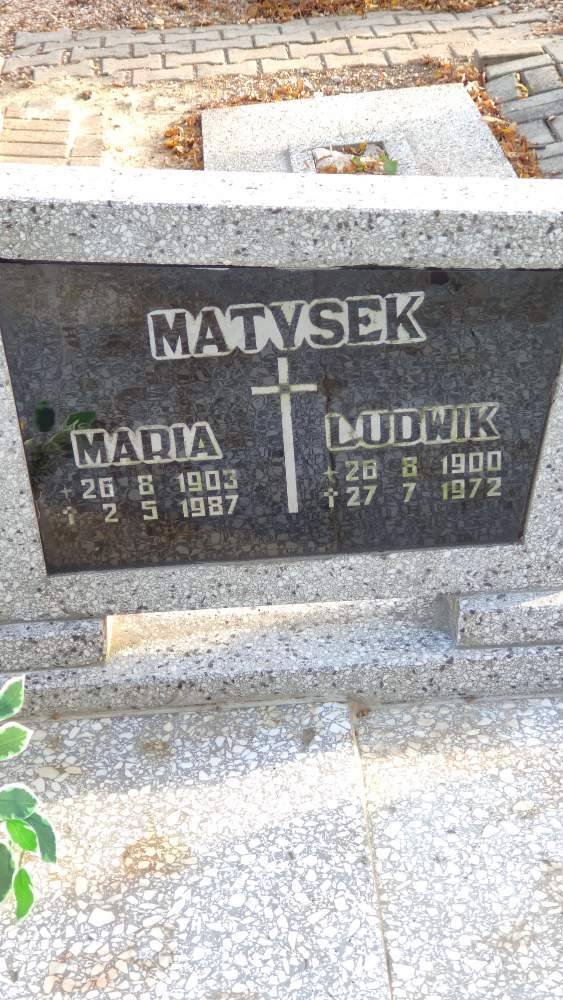 MATYSEK
MARIA
+ 26 8 1903
✝ 2 5 1987
LUDWIK
+ 26 8 1900
✝ 27 7 1972